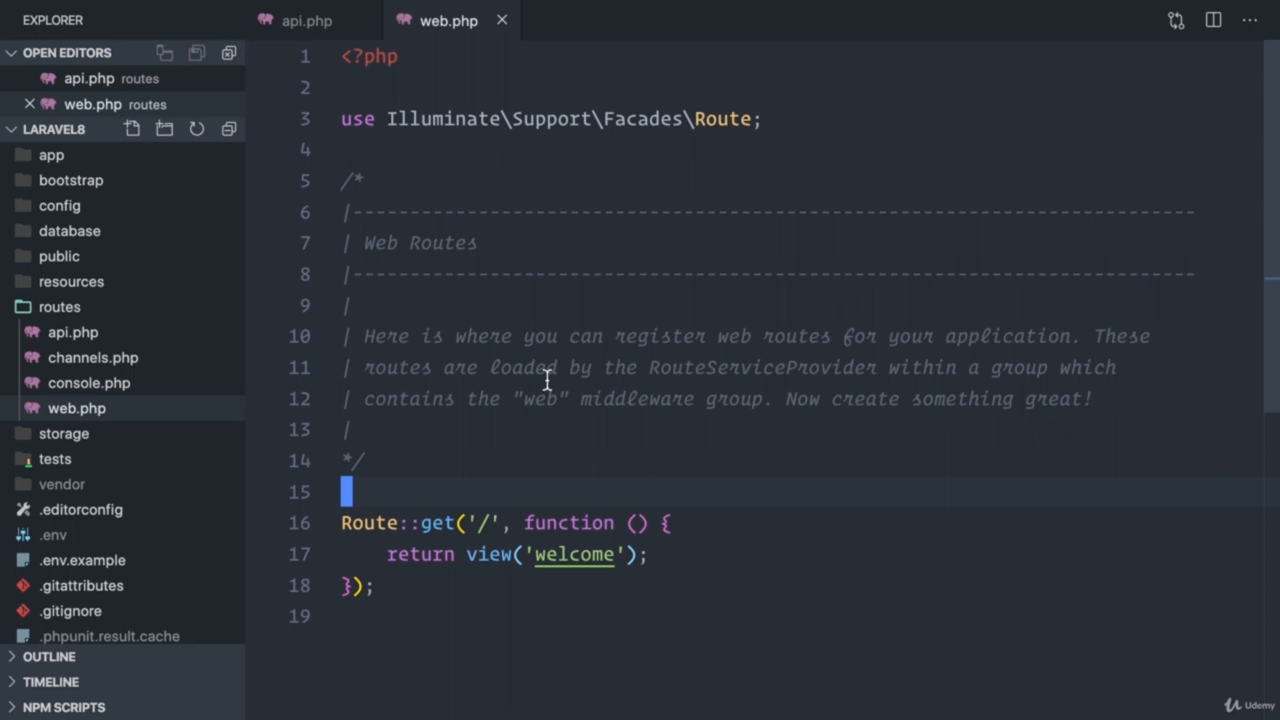 EXPLORER
api.php
web.php
OPEN EDITORS
api.php routes
web.php routes
LARAVEL8
app
bootstrap
config
database
public
resources
routes
api.php
channels.php
console.php
web.php
storage
tests
vendor
.editorconfig
.env
.env.example
.gitattributes
.gitignore
.phpunit.result.cache
OUTLINE
TIMELINE
NPM SCRIPTS
1 <?php
2
3 use Illuminate\Support\Facades\Route;
4
5 /*
6 |--------------------------------------------------------------------------
7 | Web Routes
8 |--------------------------------------------------------------------------
9 |
10 | Here is where you can register web routes for your application. These
11 | routes are loaded by the RouteServiceProvider within a group which
12 | contains the "web" middleware group. Now create something great!
13 |
14 */
15
16 Route::get('/', function () {
17     return view('welcome');
18 });
19
Udemy